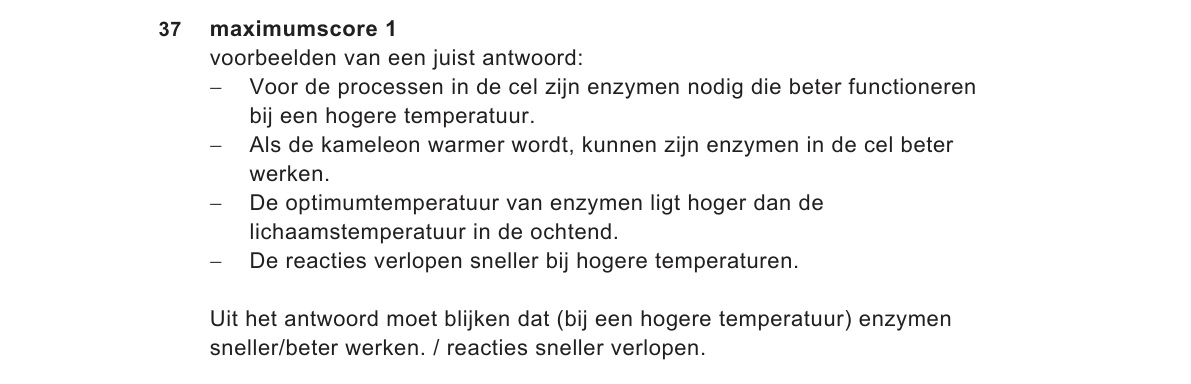 37 maximumscore 1
voorbeelden van een juist antwoord:
– Voor de processen in de cel zijn enzymen nodig die beter functioneren
bij een hogere temperatuur.
– Als de kameleon warmer wordt, kunnen zijn enzymen in de cel beter
werken.
– De optimumtemperatuur van enzymen ligt hoger dan de
lichaamstemperatuur in de ochtend.
– De reacties verlopen sneller bij hogere temperaturen.
Uit het antwoord moet blijken dat (bij een hogere temperatuur) enzymen
sneller/beter werken. / reacties sneller verlopen.